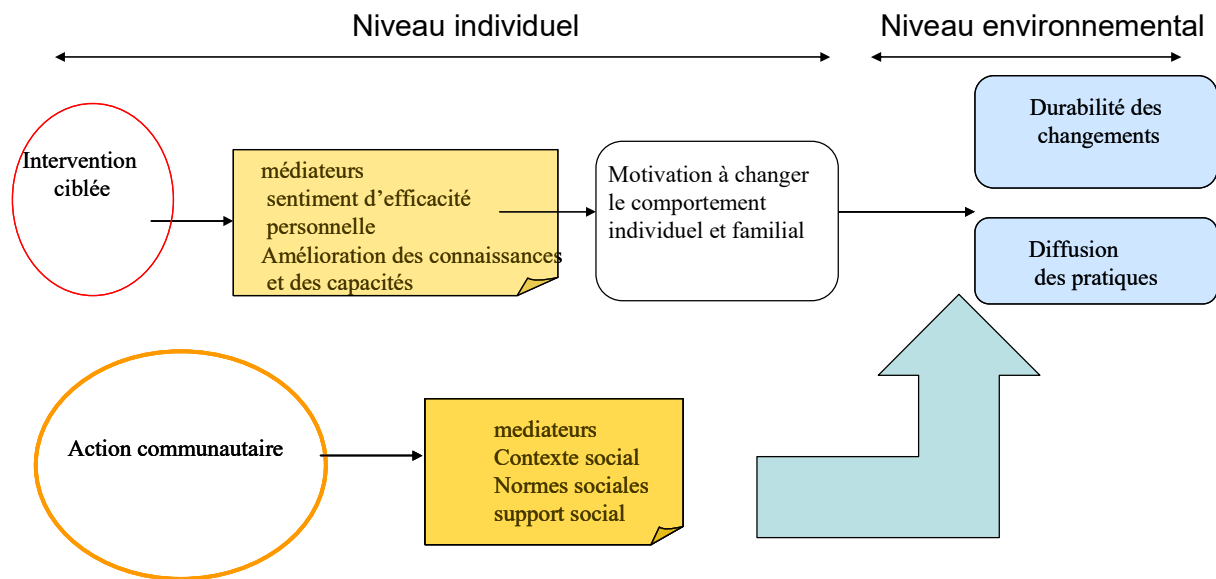 Niveau individuel
Niveau environnemental
Intervention
ciblée
médiateurs
sentiment d’efficacité
personnelle
Amélioration des connaissances
et des capacités
Motivation à changer
le comportement
individuel et familial
Durabilité des
changements
Diffusion
des pratiques
Action communautaire
mediateurs
Contexte social
Normes sociales
support social